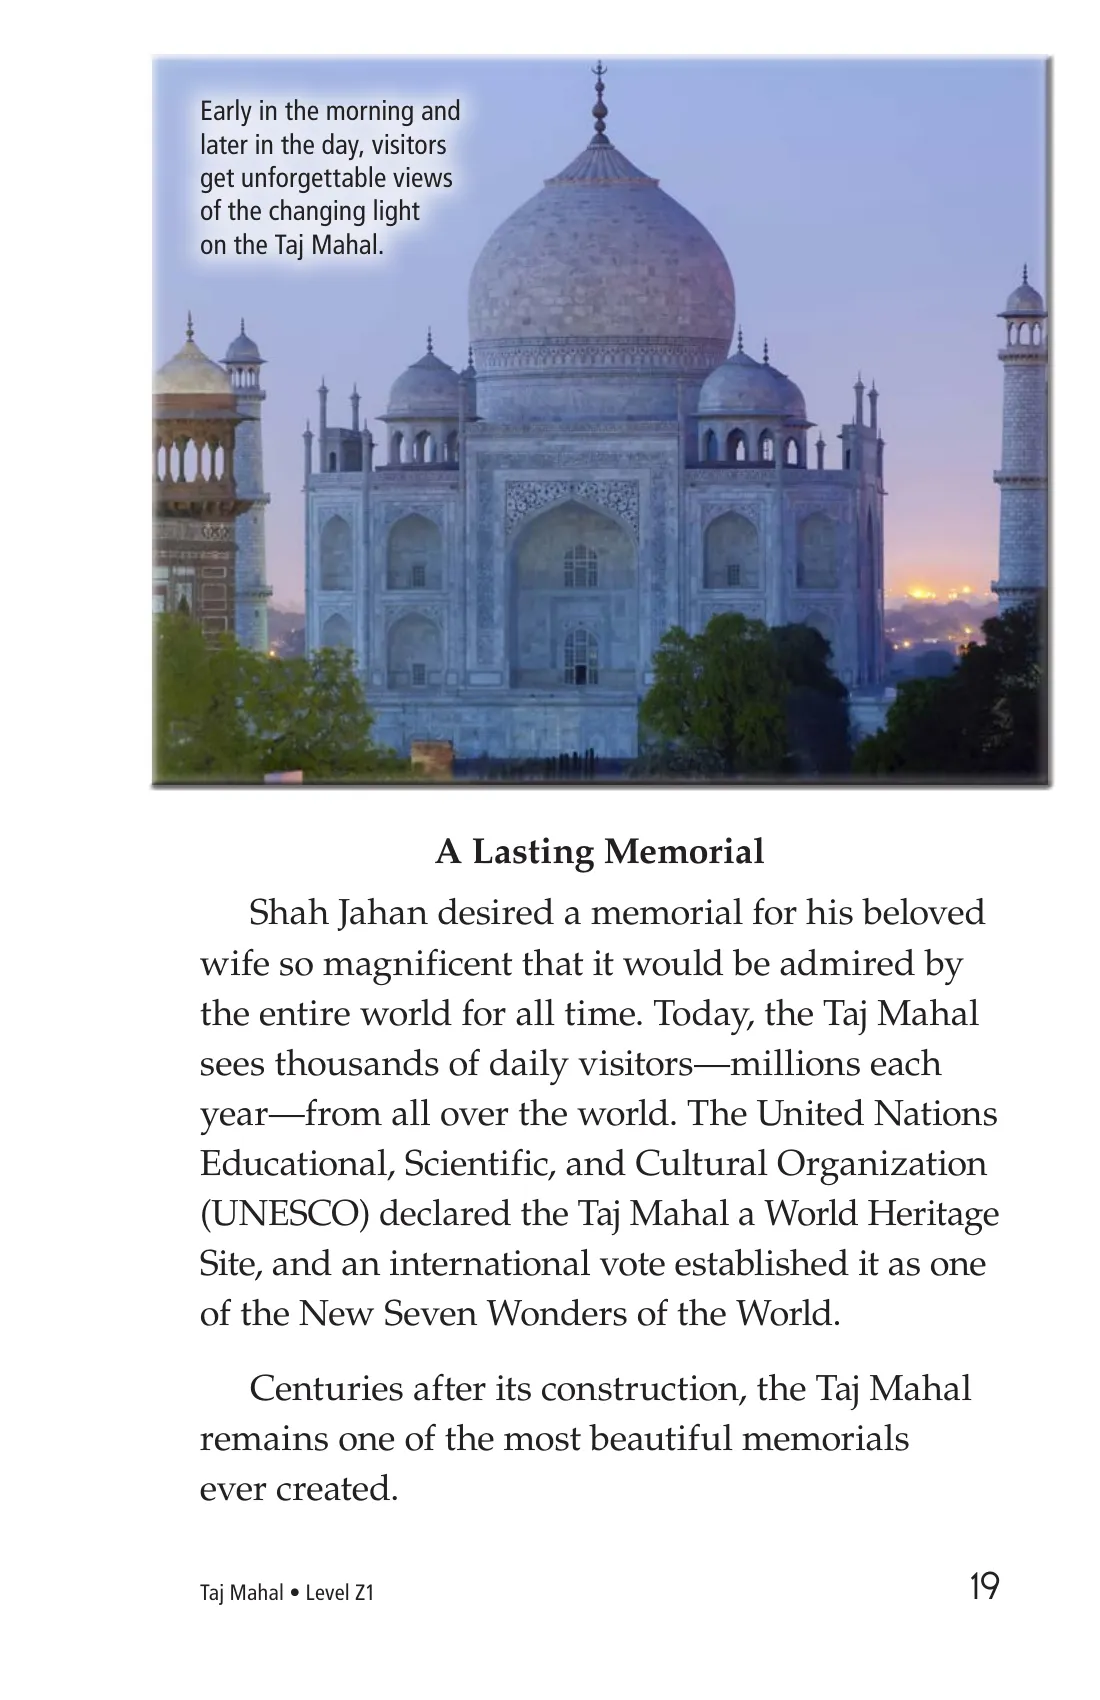 Early in the morning and
later in the day, visitors
get unforgettable views
of the changing light
on the Taj Mahal.
A Lasting Memorial
Shah Jahan desired a memorial for his beloved
wife so magnificent that it would be admired by
the entire world for all time. Today, the Taj Mahal
sees thousands of daily visitors—millions each
year—from all over the world. The United Nations
Educational, Scientific, and Cultural Organization
(UNESCO) declared the Taj Mahal a World Heritage
Site, and an international vote established it as one
of the New Seven Wonders of the World.
Centuries after its construction, the Taj Mahal
remains one of the most beautiful memorials
ever created.
Taj Mahal • Level Z1
19